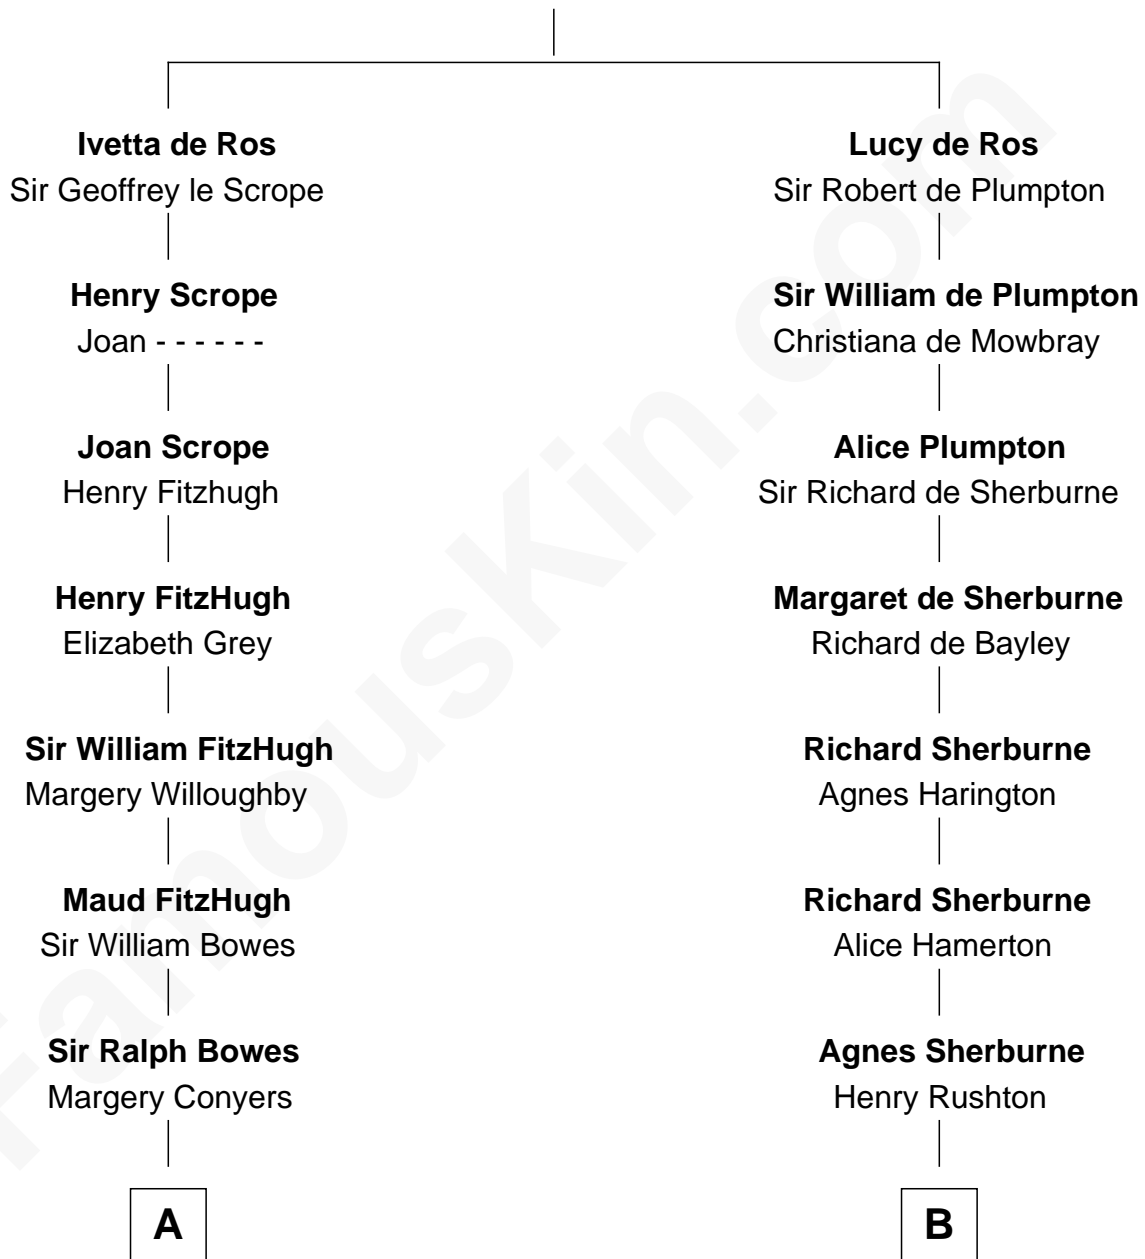 Ivetta de Ros
Sir Geoffrey le Scrope
Henry Scrope
Joan - - - - - -
Joan Scrope
Henry Fitzhugh
Henry FitzHugh
Elizabeth Grey
Sir William FitzHugh
Margery Willoughby
Maud FitzHugh
Sir William Bowes
Sir Ralph Bowes
Margery Conyers
A
Lucy de Ros
Sir Robert de Plumpton
Sir William de Plumpton
Christiana de Mowbray
Alice Plumpton
Sir Richard de Sherburne
Margaret de Sherburne
Richard de Bayley
Richard Sherburne
Agnes Harington
Richard Sherburne
Alice Hamerton
Agnes Sherburne
Henry Rushton
B
FamousKin.com